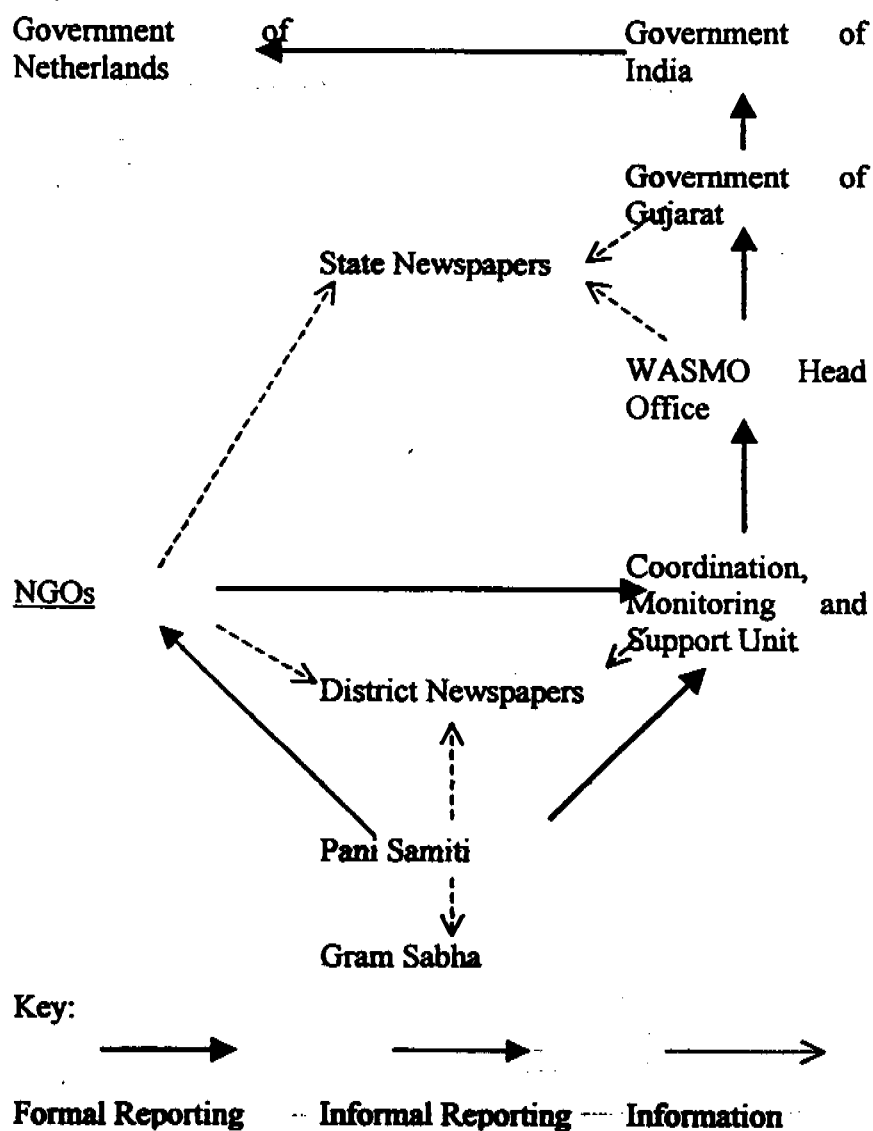 Government of
Netherlands
Government of
India
Government of
Gujarat
State Newspapers
WASMO Head
Office
NGOs
Coordination,
Monitoring and
Support Unit
District Newspapers
Pani Samiti
Gram Sabha
Key:
Formal Reporting Informal Reporting Information